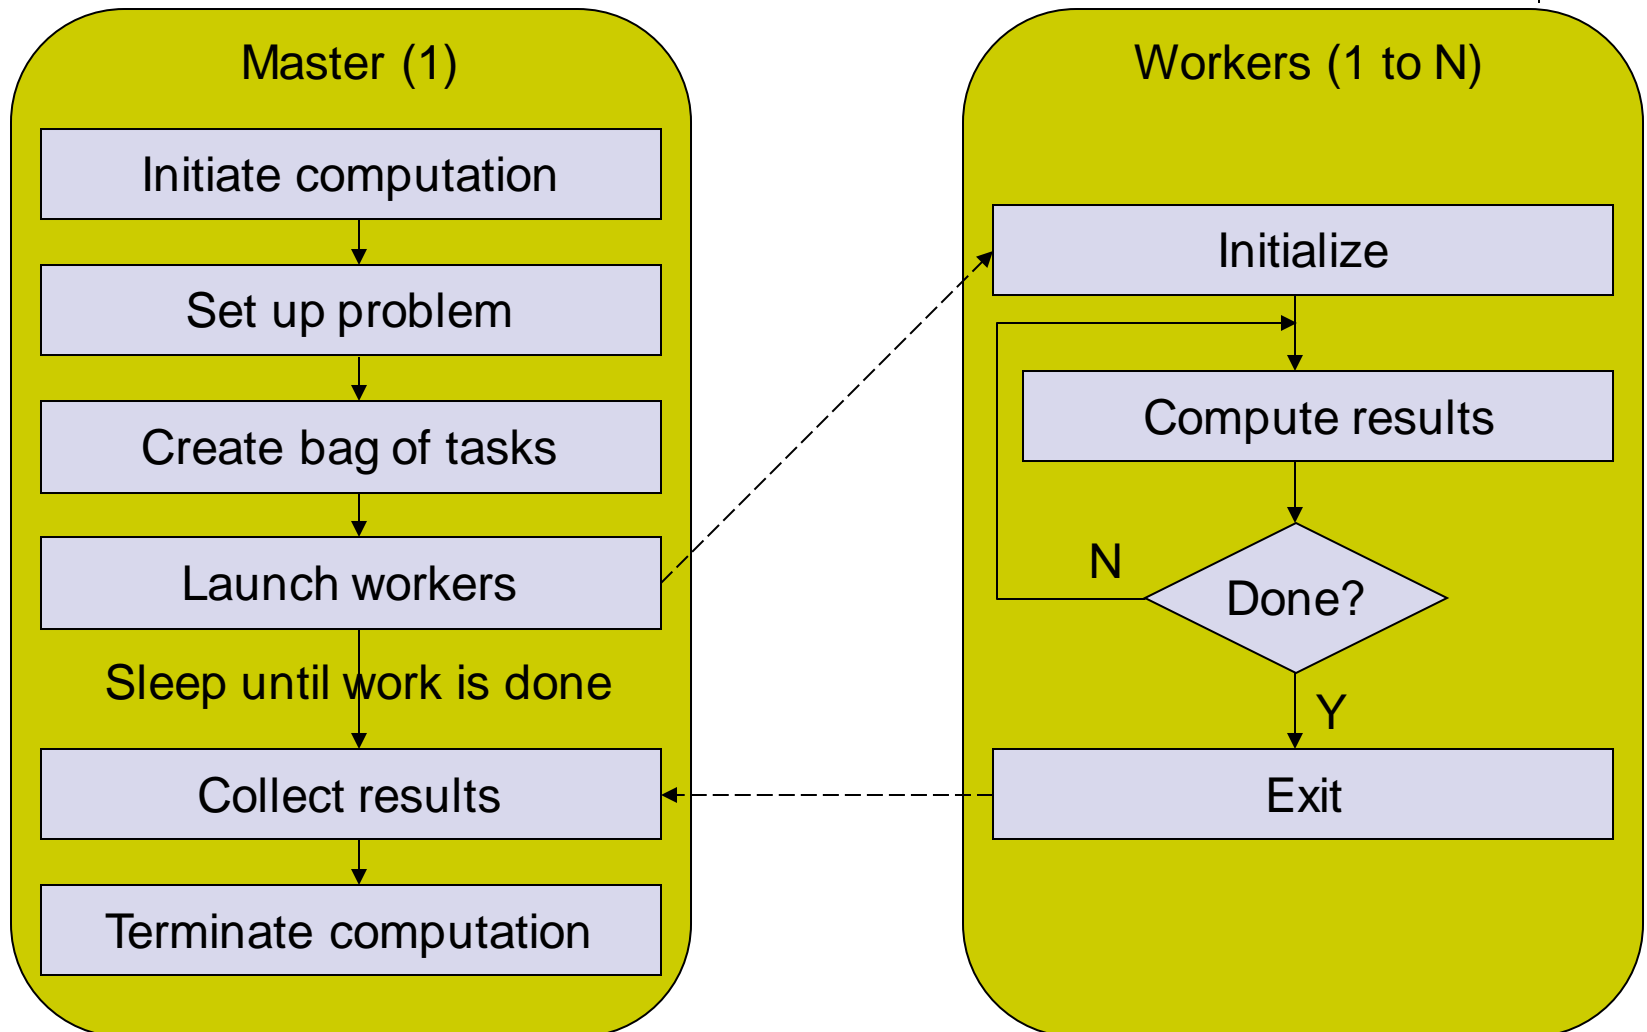 Master (1)
Initiate computation
Set up problem
Create bag of tasks
Launch workers
Sleep until work is done
Collect results
Terminate computation
Workers (1 to N)
Initialize
Compute results
N
Done?
Y
Exit